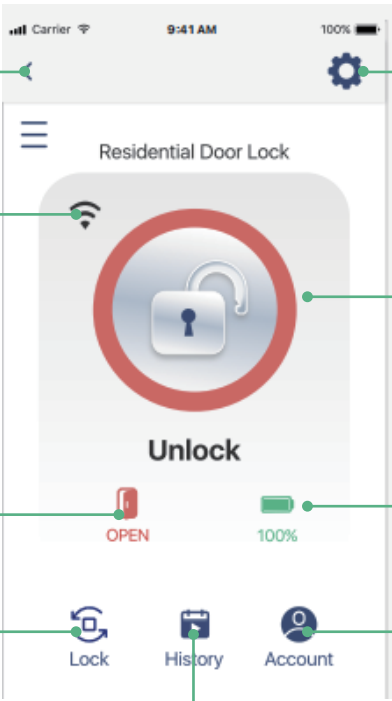 Carrier 9:41 AM 100%
Residential Door Lock
Unlock
OPEN 100%
Lock History Account